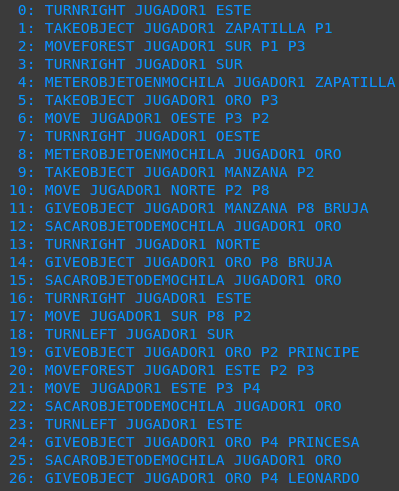 0: TURNRIGHT JUGADOR1 ESTE
1: TAKEOBJECT JUGADOR1 ZAPATILLA P1
2: MOVEFOREST JUGADOR1 SUR P1 P3
3: TURNRIGHT JUGADOR1 SUR
4: METEROBJETOENMOCHILA JUGADOR1 ZAPATILLA
5: TAKEOBJECT JUGADOR1 ORO P3
6: MOVE JUGADOR1 OESTE P3 P2
7: TURNRIGHT JUGADOR1 OESTE
8: METEROBJETOENMOCHILA JUGADOR1 ORO
9: TAKEOBJECT JUGADOR1 MANZANA P2
10: MOVE JUGADOR1 NORTE P2 P8
11: GIVEOBJECT JUGADOR1 MANZANA P8 BRUJA
12: SACAROBJETODEMOCHILA JUGADOR1 ORO
13: TURNRIGHT JUGADOR1 NORTE
14: GIVEOBJECT JUGADOR1 ORO P8 BRUJA
15: SACAROBJETODEMOCHILA JUGADOR1 ORO
16: TURNRIGHT JUGADOR1 ESTE
17: MOVE JUGADOR1 SUR P8 P2
18: TURNLEFT JUGADOR1 SUR
19: GIVEOBJECT JUGADOR1 ORO P2 PRINCIPE
20: MOVEFOREST JUGADOR1 ESTE P2 P3
21: MOVE JUGADOR1 ESTE P3 P4
22: SACAROBJETODEMOCHILA JUGADOR1 ORO
23: TURNLEFT JUGADOR1 ESTE
24: GIVEOBJECT JUGADOR1 ORO P4 PRINCESA
25: SACAROBJETODEMOCHILA JUGADOR1 ORO
26: GIVEOBJECT JUGADOR1 ORO P4 LEONARDO